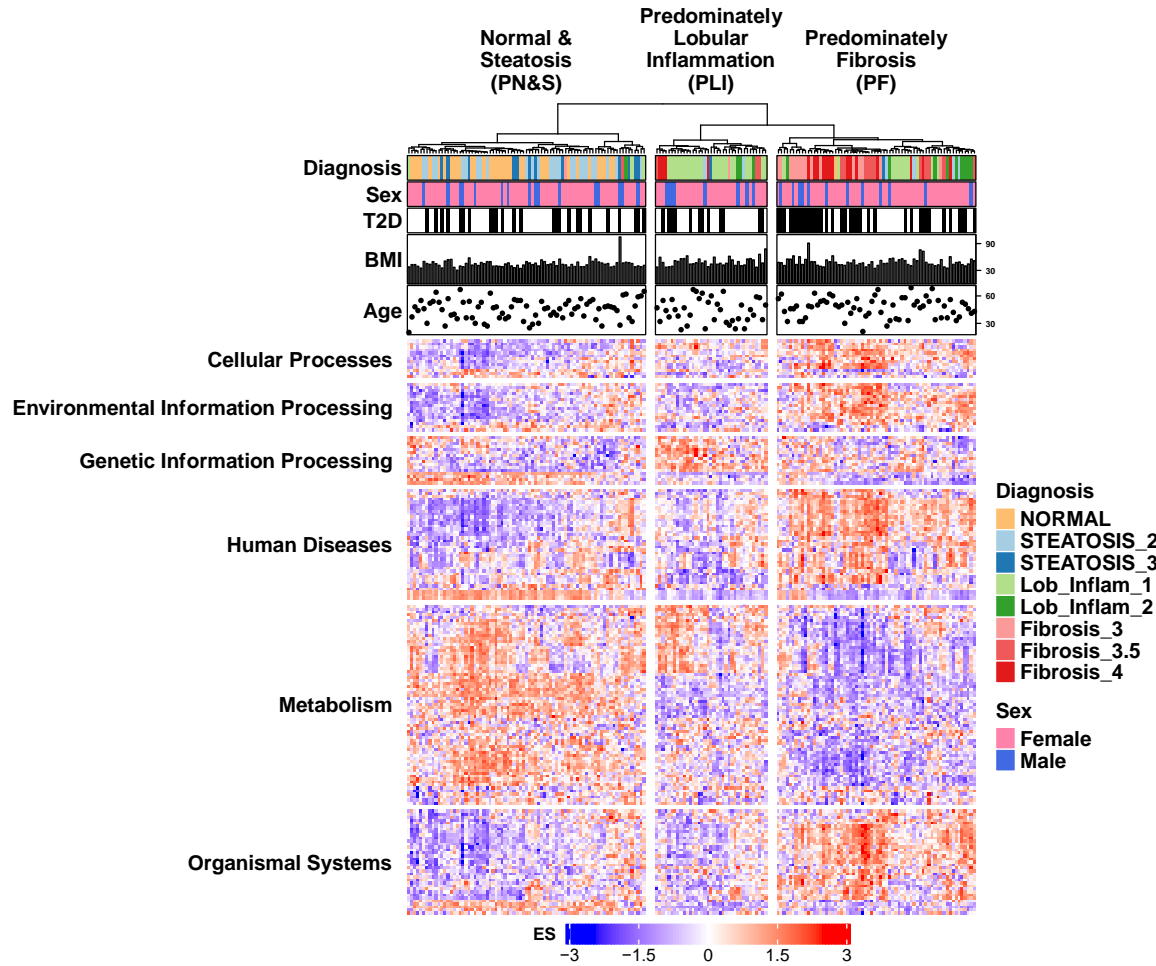 Normal &
Steatosis
(PN&S)
Predominately
Lobular
Inflammation
(PLI)
Predominately
Fibrosis
(PF)
Diagnosis
Sex
T2D
BMI
90
30
Age
60
30
Cellular Processes
Environmental Information Processing
Genetic Information Processing
Human Diseases
Metabolism
Organismal Systems
Diagnosis
NORMAL
STEATOSIS_2
STEATOSIS_3
Lob_Inflam_1
Lob_Inflam_2
Fibrosis_3
Fibrosis_3.5
Fibrosis_4
Sex
Female
Male
ES
−3 −1.5 0 1.5 3